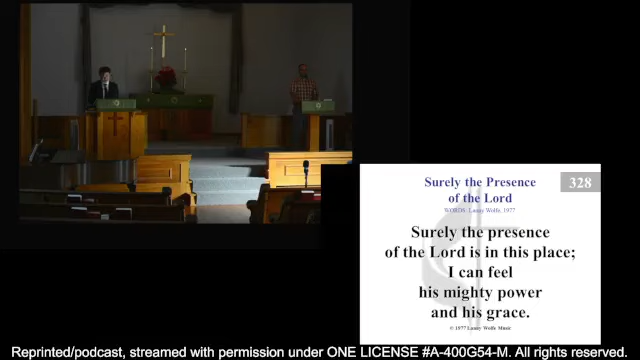 Surely the Presence
of the Lord
328
WORDS: Lanny Wolfe, 1977
Surely the presence
of the Lord is in this place;
I can feel
his mighty power
and his grace.
© 1977 Lanny Wolfe Music
Reprinted/podcast, streamed with permission under ONE LICENSE #A-400G54-M. All rights reserved.